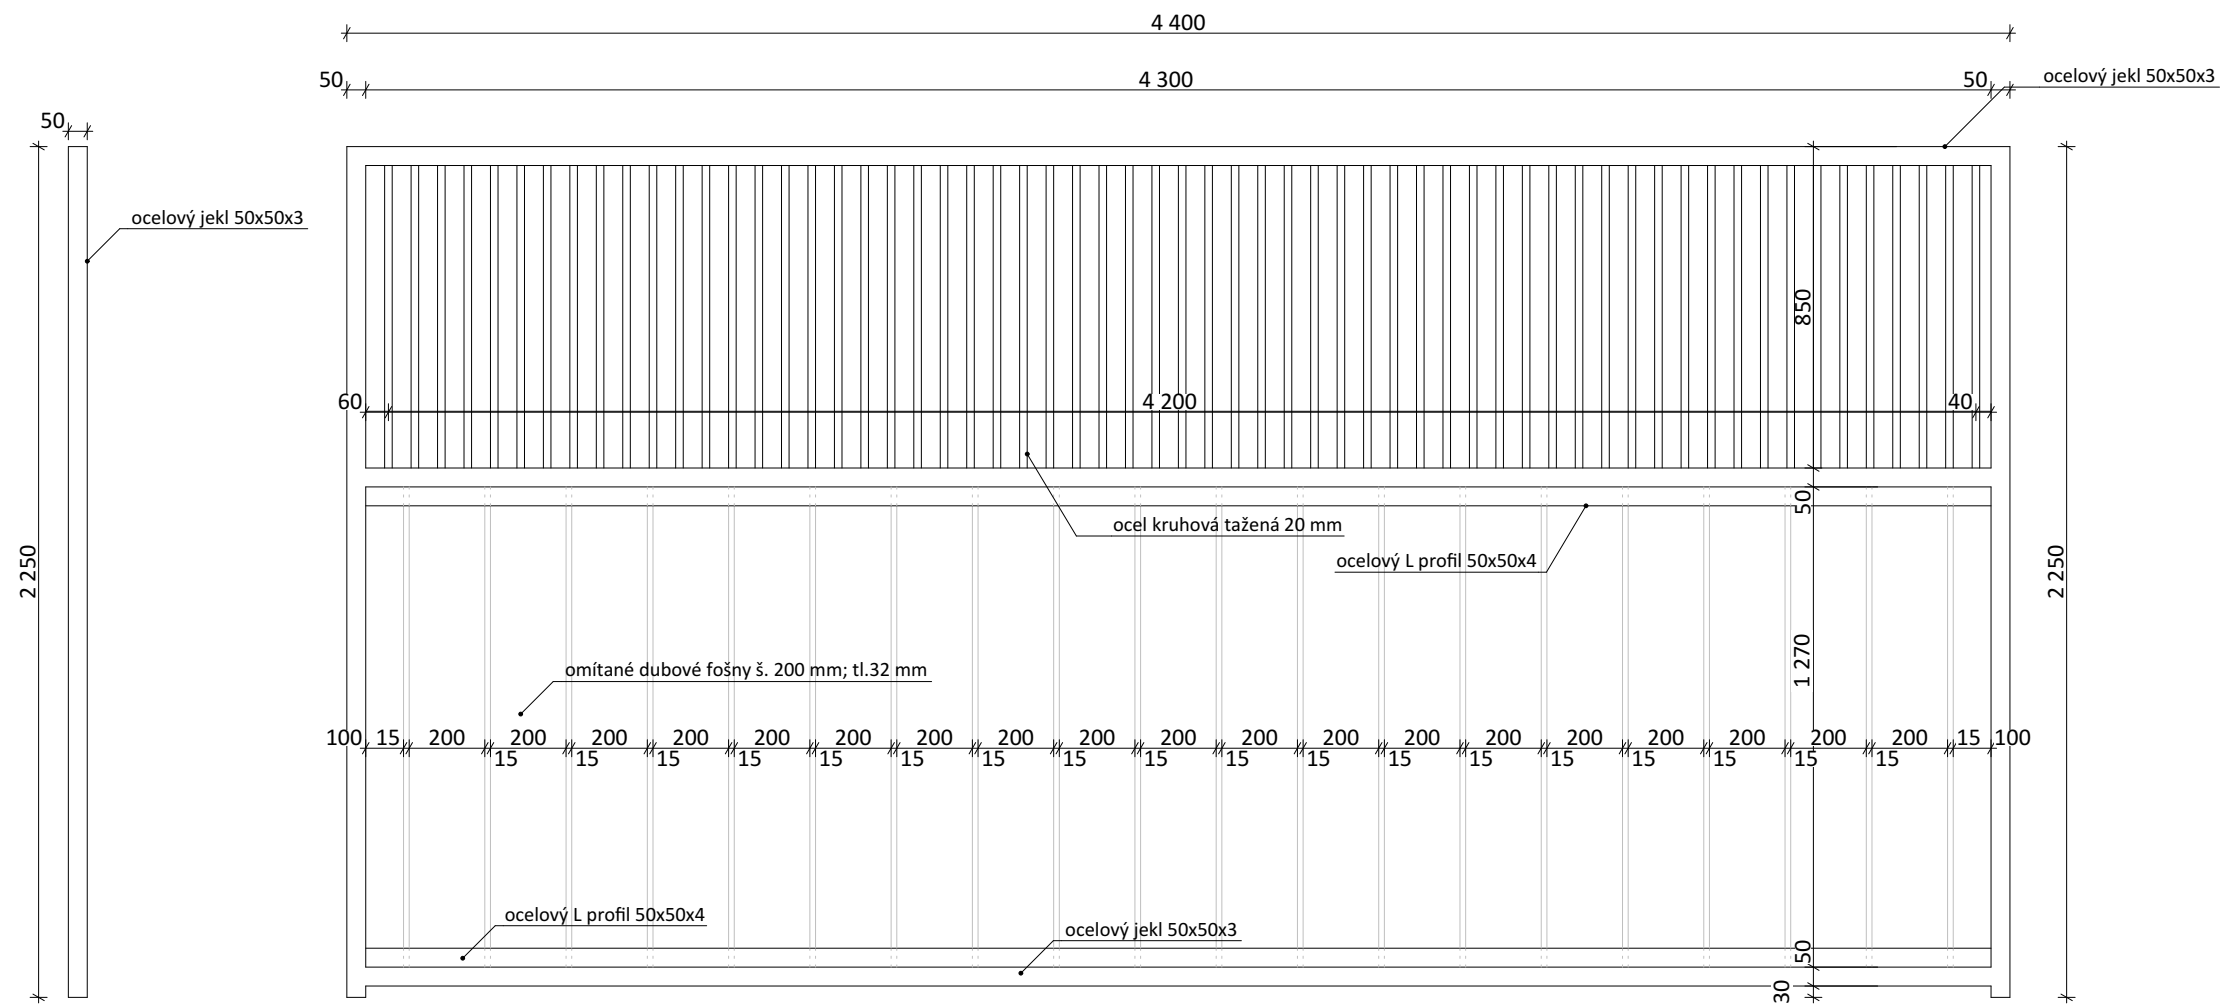 4 400
50 4 300 50
ocelový jekl 50x50x3
50
ocelový jekl 50x50x3
850
60 4 200 40
50
ocel kruhová tažená 20 mm
ocelový L profil 50x50x4
2 250
2 250
1 270
omítané dubové fošny š. 200 mm; tl.32 mm
100 15 200 200 200 200 200 200 200 200 200 200 200 200 200 200 200 200 200 200 200 15 100
15 15 15 15 15 15 15 15 15 15 15 15 15 15 15 15 15 15
ocelový L profil 50x50x4
ocelový jekl 50x50x3
50
30